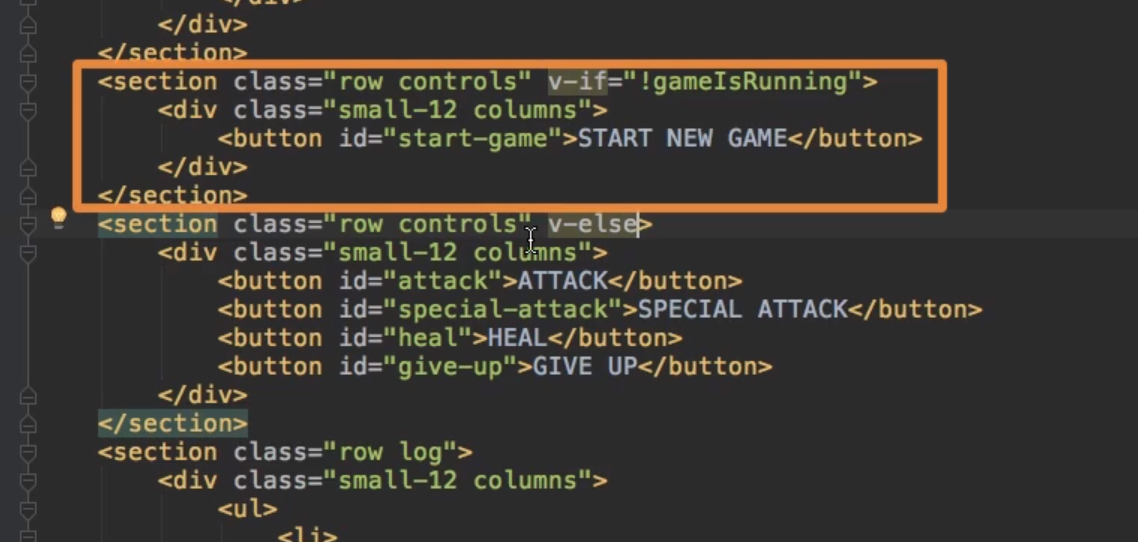 </div>
</div>
</section>
<section class="row controls" v-if="!gameIsRunning">
<div class="small-12 columns">
<button id="start-game">START NEW GAME</button>
</div>
</section>
<section class="row controls" v-else>
<div class="small-12 columns">
<button id="attack">ATTACK</button>
<button id="special-attack">SPECIAL ATTACK</button>
<button id="heal">HEAL</button>
<button id="give-up">GIVE UP</button>
</div>
</section>
<section class="row log">
<div class="small-12 columns">
<ul>
<li>